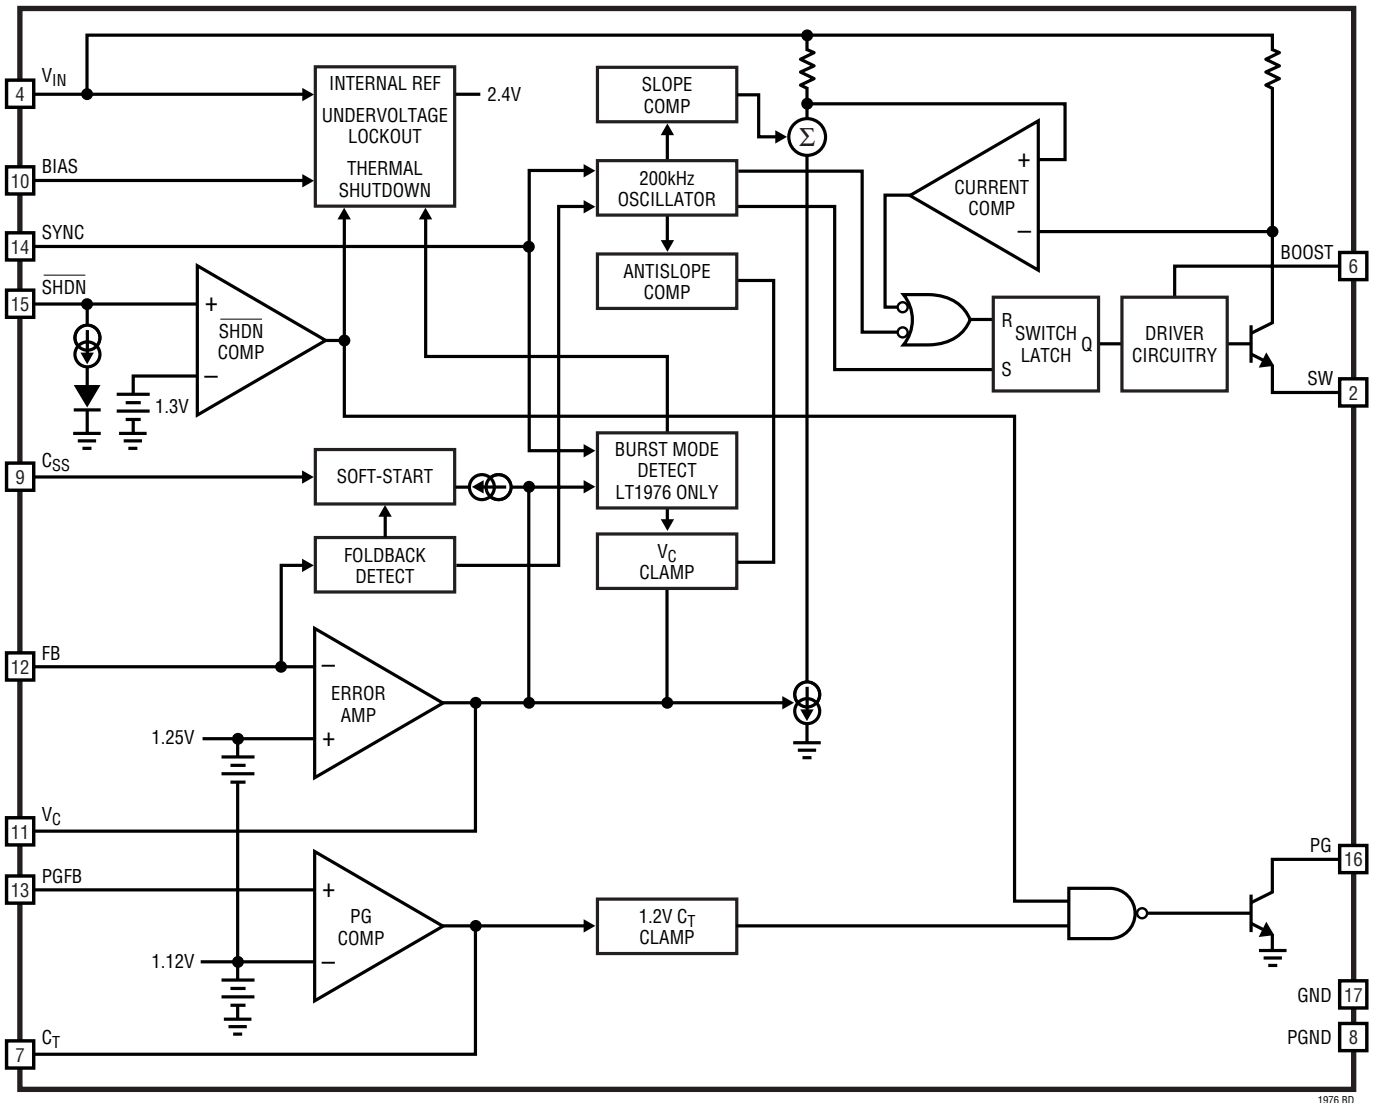 4 VIN
INTERNAL REF
UNDERVOLTAGE
LOCKOUT
THERMAL
SHUTDOWN
2.4V
SLOPE
COMP
Σ
10 BIAS
200kHz
OSCILLATOR
+
CURRENT
COMP
–
14 SYNC
15 SHDN
+
SHDN
COMP
–
1.3V
ANTISLOPE
COMP
BOOST 6
R
SWITCH
LATCH
Q
S
DRIVER
CIRCUITRY
SW 2
9 CSS
SOFT-START
BURST MODE
DETECT
LT1976 ONLY
FOLDBACK
DETECT
VC
CLAMP
12 FB
–
ERROR
AMP
+
1.25V
11 VC
13 PGFB
+
PG
COMP
–
1.12V
1.2V CT
CLAMP
PG 16
GND 17
PGND 8
7 CT
1976 BD